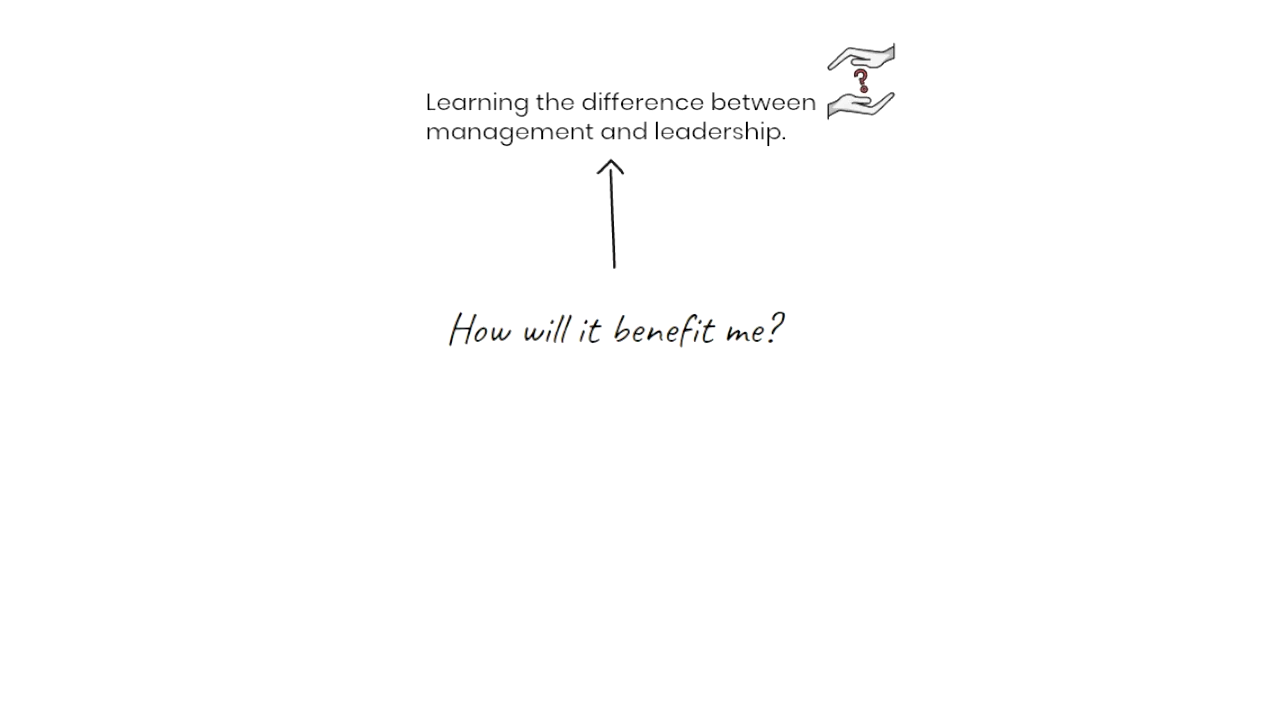 Learning the difference between
management and leadership.
?
How will it benefit me?